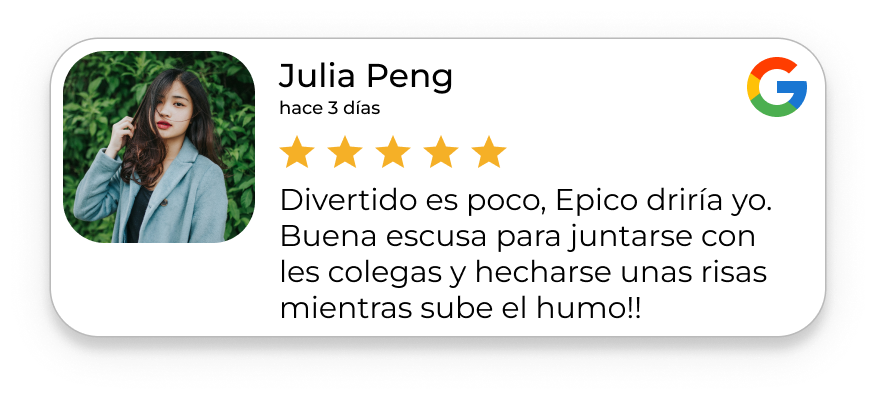 Julia Peng
hace 3 días
Divertido es poco, Epico driría yo.
Buena escusa para juntarse con
les colegas y hecharse unas risas
mientras sube el humo!!